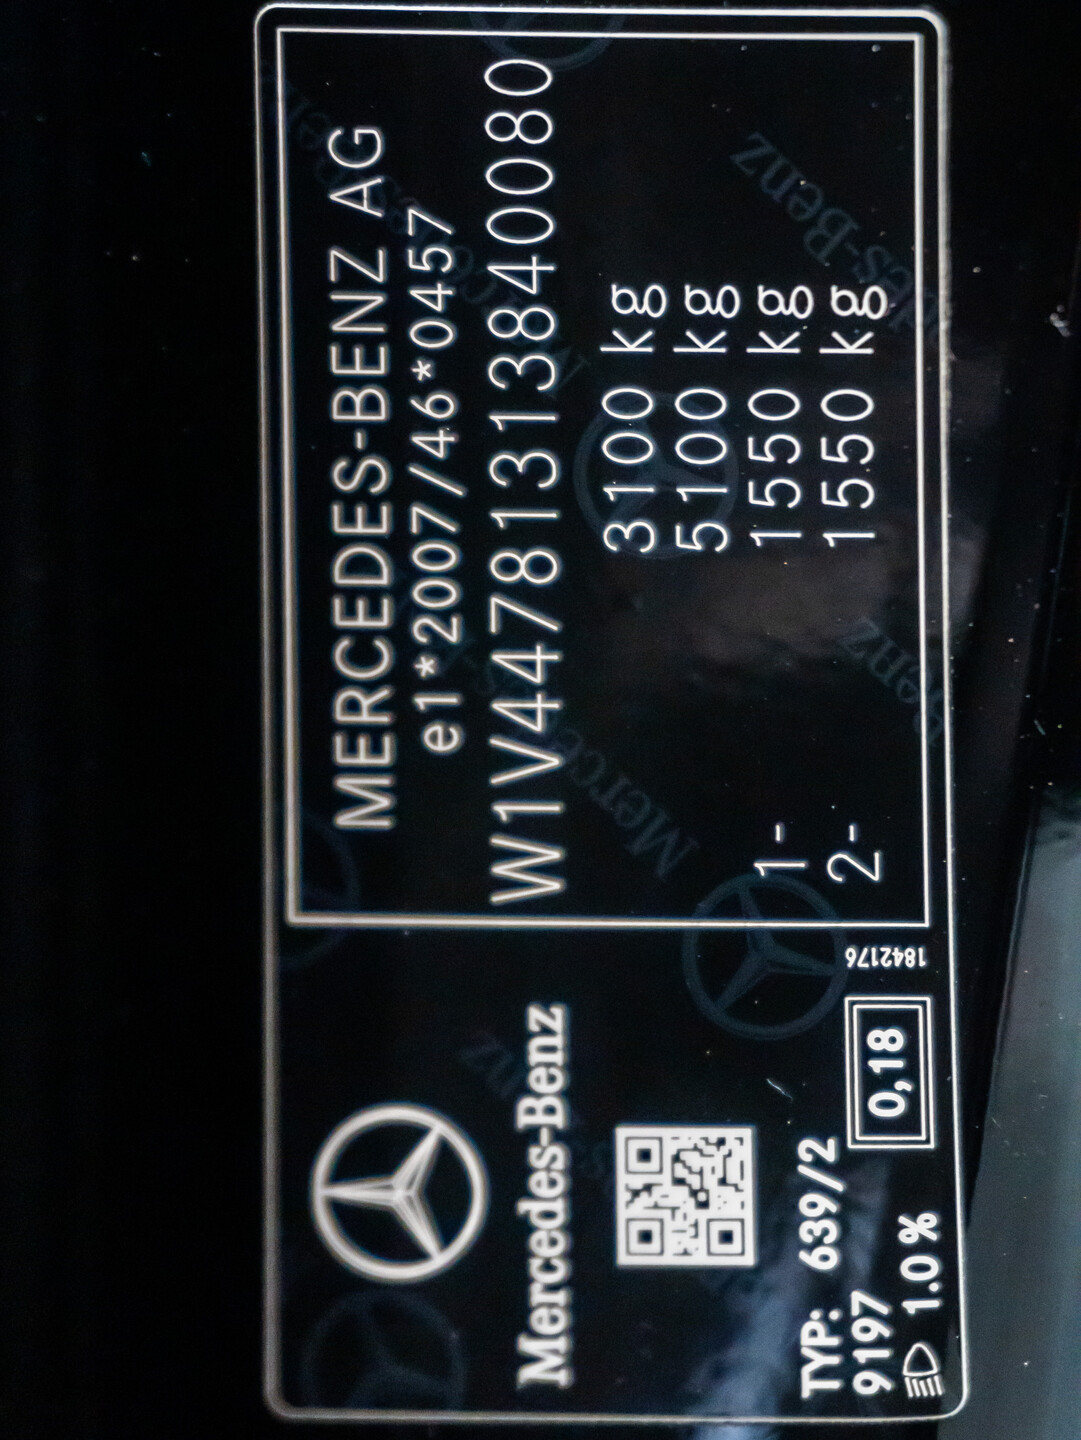 MERCEDES-BENZ AG
e1*2007/46*0457
W1V44781313840080
3100 kg
5100 kg
1- 1550 kg
2- 1550 kg
Mercedes-Benz
TYP: 639/2
9197
1.0 %
0,18
1842176